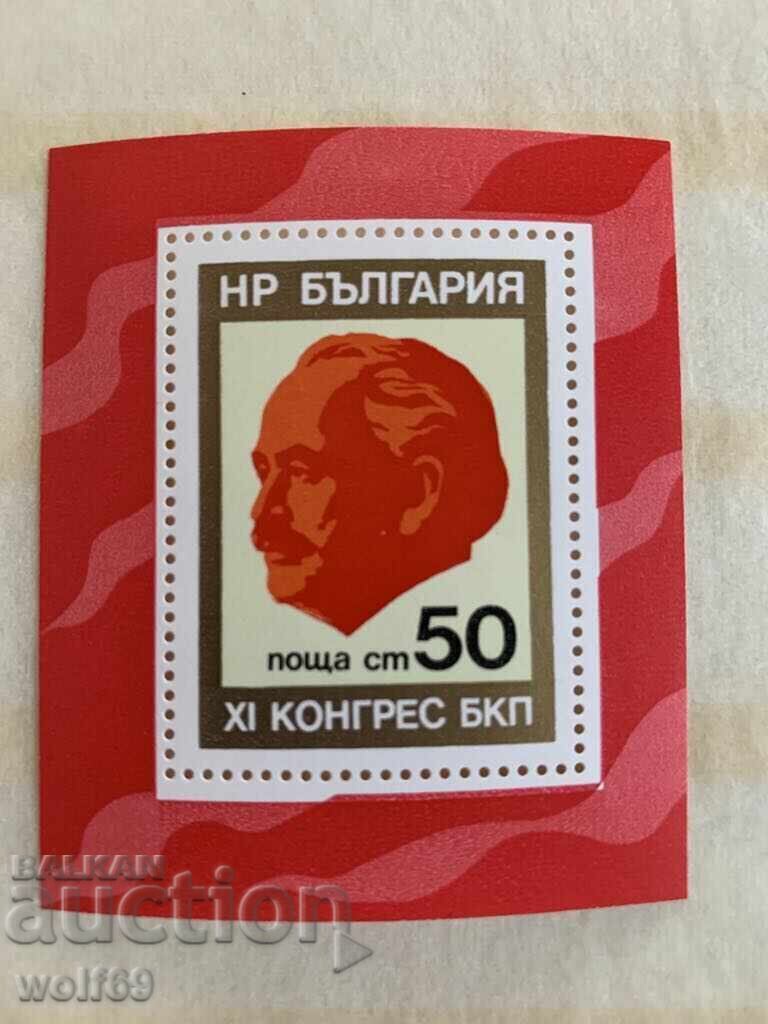 НР БЪЛГАРИЯ
поща ст 50
XI КОНГРЕС БКП
BALKAN
auction
wolf69